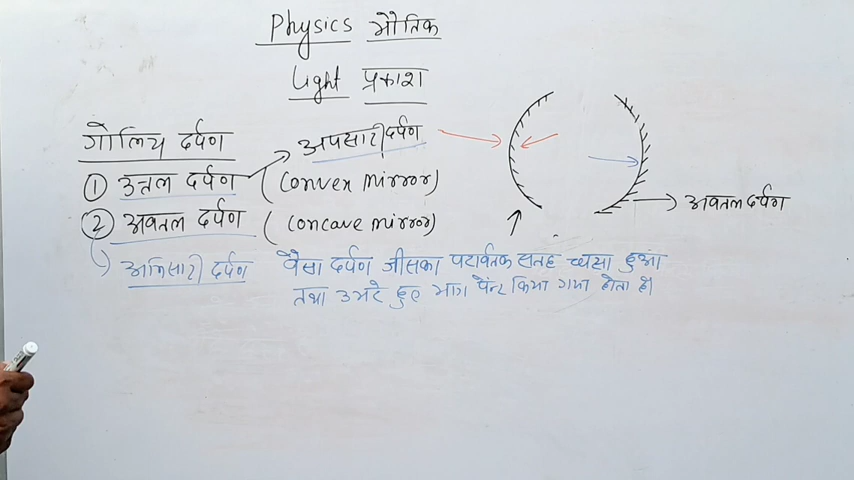 Physics भौतिक
Light प्रकाश
गोलिय दर्पण
अपसारी दर्पण
① उत्तल दर्पण (Convex mirror)
② अवतल दर्पण (Concave mirror)
अवतल दर्पण
अभिसारी दर्पण
वैसा दर्पण जीसका परावर्तक सतह धसा हुआ
तथा उभरे हुए भाग पेन्ट किया गया होता है।